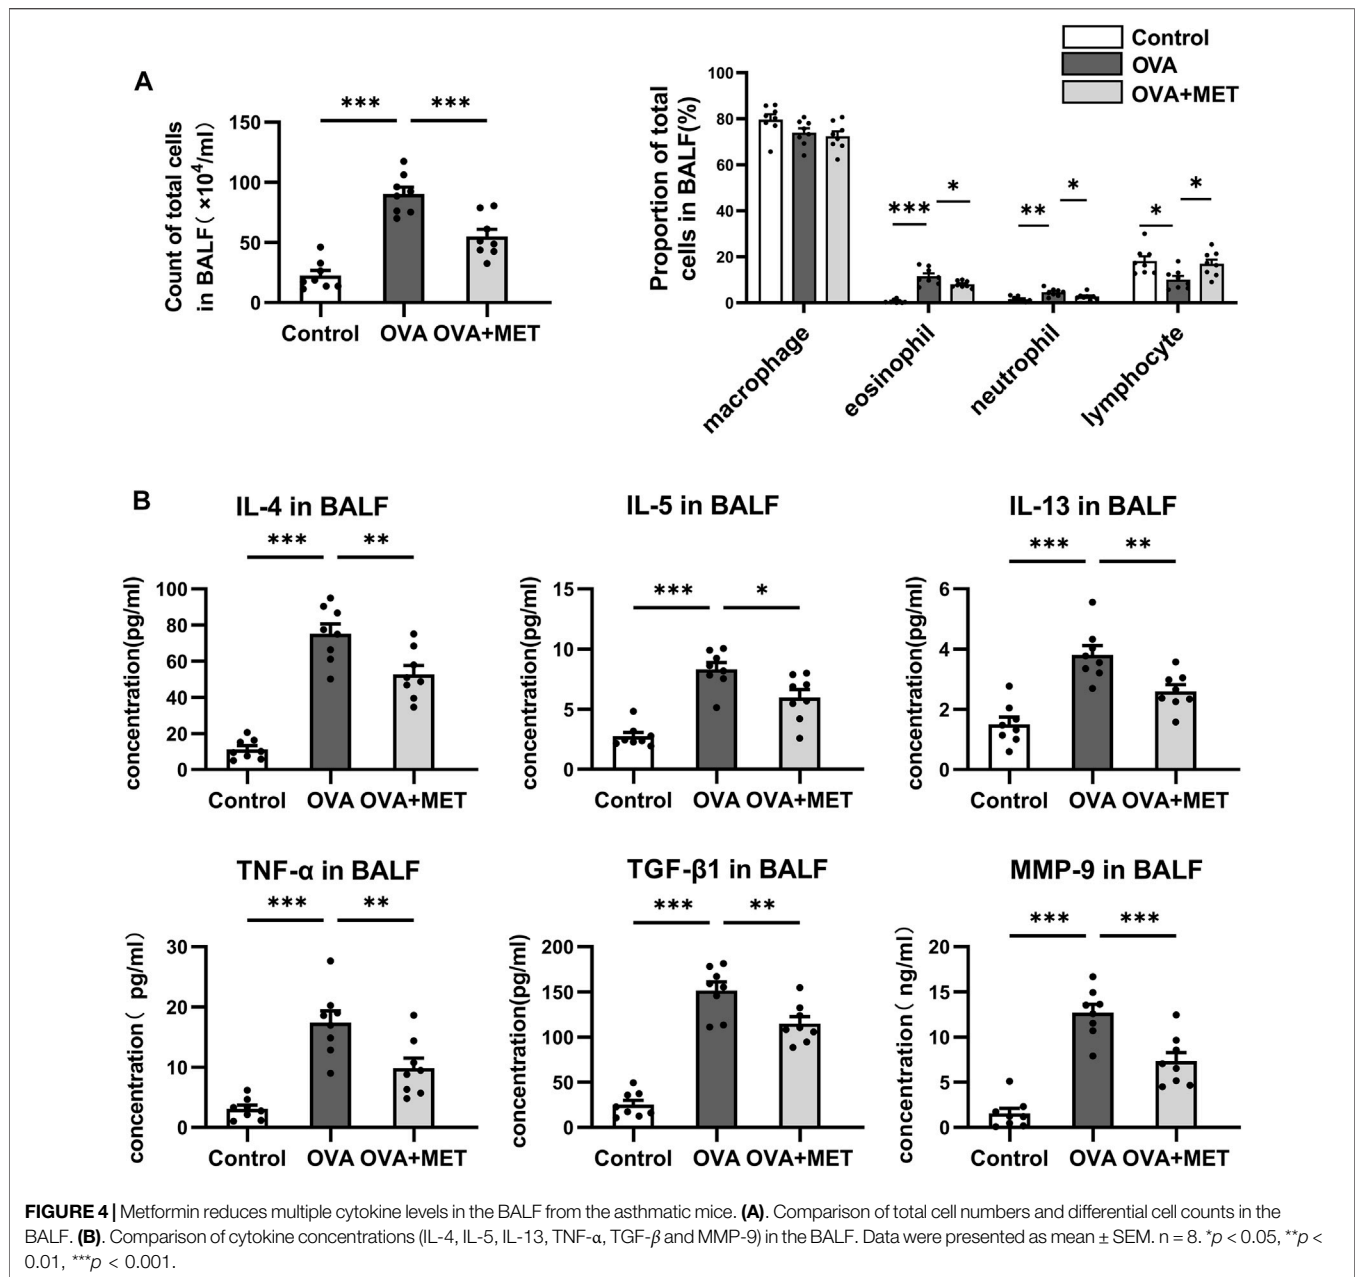 Control
OVA
OVA+MET
A
Count of total cells
in BALF( ×10⁴/ml)
*** ***
150
100
50
0
Control OVA OVA+MET
Proportion of total
cells in BALF(%)
100
80
60
40
20
0
*** * ** * * *
macrophage
eosinophil
neutrophil
lymphocyte
B
IL-4 in BALF
*** **
concentration(pg/ml)
100
80
60
40
20
0
Control OVA OVA+MET
IL-5 in BALF
*** *
concentration(pg/ml)
15
10
5
0
Control OVA OVA+MET
IL-13 in BALF
*** **
concentration(pg/ml)
6
4
2
0
Control OVA OVA+MET
TNF-α in BALF
*** **
concentration( pg/ml)
30
20
10
0
Control OVA OVA+MET
TGF-β1 in BALF
*** **
concentration(pg/ml)
200
150
100
50
0
Control OVA OVA+MET
MMP-9 in BALF
*** ***
concentration( ng/ml)
20
15
10
5
0
Control OVA OVA+MET
FIGURE 4 | Metformin reduces multiple cytokine levels in the BALF from the asthmatic mice. (A). Comparison of total cell numbers and differential cell counts in the
BALF. (B). Comparison of cytokine concentrations (IL-4, IL-5, IL-13, TNF-α, TGF-β and MMP-9) in the BALF. Data were presented as mean ± SEM. n = 8. *p < 0.05, **p <
0.01, ***p < 0.001.